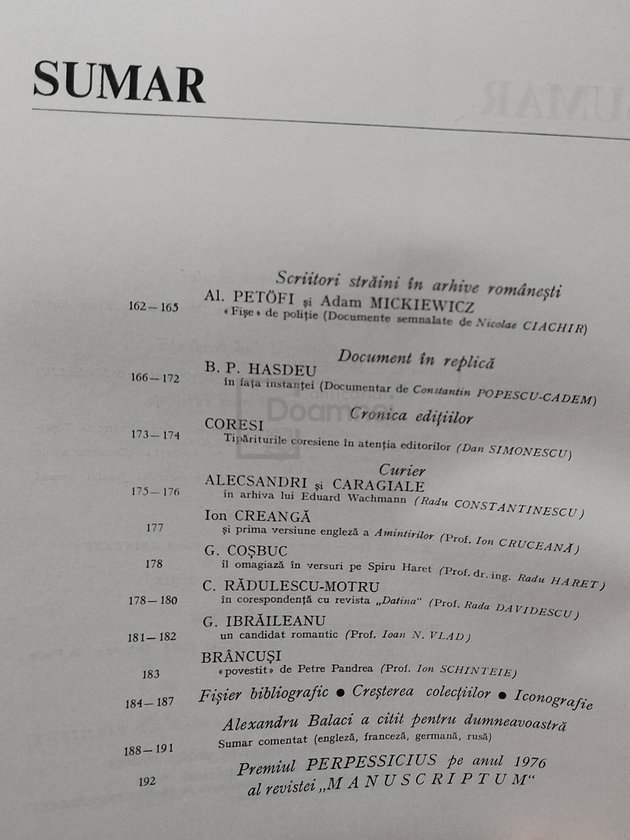 SUMAR
Scriitori străini în arhive românești
162—165 Al. PETÖFI și Adam MICKIEWICZ
«Fișe» de poliție (Documente semnalate de Nicolae CIACHIR)
Document în replică
166—172 B. P. HASDEU
în fața instanței (Documentar de Constantin POPESCU-CADEM)
Cronica edițiilor
173—174 CORESI
Tipăriturile coresiene în atenția editorilor (Dan SIMONESCU)
Curier
175—176 ALECSANDRI și CARAGIALE
în arhiva lui Eduard Wachmann (Radu CONSTANTINESCU)
177 Ion CREANGĂ
și prima versiune engleză a Amintirilor (Prof. Ion CRUCEANĂ)
178 G. COȘBUC
îl omagiază în versuri pe Spiru Haret (Prof. dr. ing. Radu HARET)
178—180 C. RĂDULESCU-MOTRU
în corespondență cu revista „Datina" (Prof. Rada DAVIDESCU)
181—182 G. IBRĂILEANU
un candidat romantic (Prof. Ioan N. VLAD)
183 BRÂNCUȘI
«povestit» de Petre Pandrea (Prof. Ion SCHINTEIE)
184—187 Fișier bibliografic ● Creșterea colecțiilor ● Iconografie
Alexandru Balaci a citit pentru dumneavoastră
188—191 Sumar comentat (engleză, franceză, germană, rusă)
192 Premiul PERPESSICIUS pe anul 1976
al revistei „MANUSCRIPTUM"